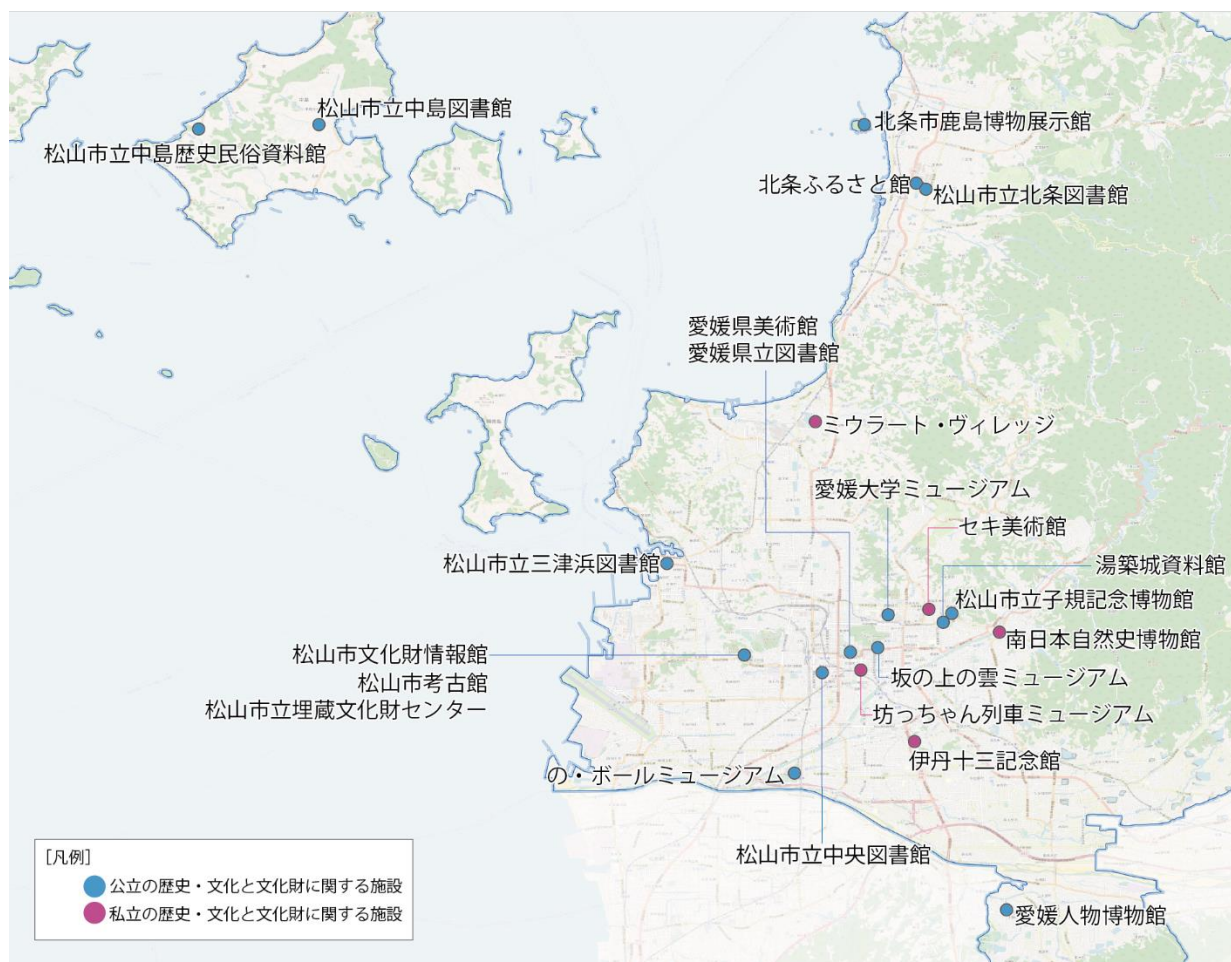 松山市立中島図書館
松山市立中島歴史民俗資料館
北条市鹿島博物展示館
北条ふるさと館
松山市立北条図書館
愛媛県美術館
愛媛県立図書館
ミウラート・ヴィレッジ
愛媛大学ミュージアム
セキ美術館
湯築城資料館
松山市立三津浜図書館
松山市立子規記念博物館
南日本自然史博物館
松山市文化財情報館
松山市考古館
松山市立埋蔵文化財センター
坂の上の雲ミュージアム
坊っちゃん列車ミュージアム
伊丹十三記念館
の・ボールミュージアム
松山市立中央図書館
愛媛人物博物館
[凡例]
公立の歴史・文化と文化財に関する施設
私立の歴史・文化と文化財に関する施設